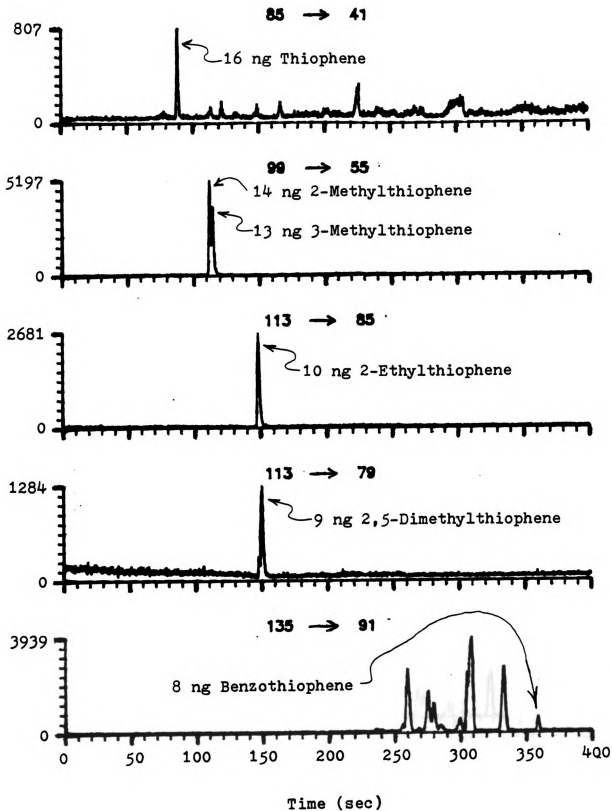 85 → 41
807
16 ng Thiophene
0
99 → 55
5197
14 ng 2-Methylthiophene
13 ng 3-Methylthiophene
0
113 → 85
2681
10 ng 2-Ethylthiophene
0
113 → 79
1284
9 ng 2,5-Dimethylthiophene
0
135 → 91
3939
8 ng Benzothiophene
0
0 50 100 150 200 250 300 350 400
Time (sec)